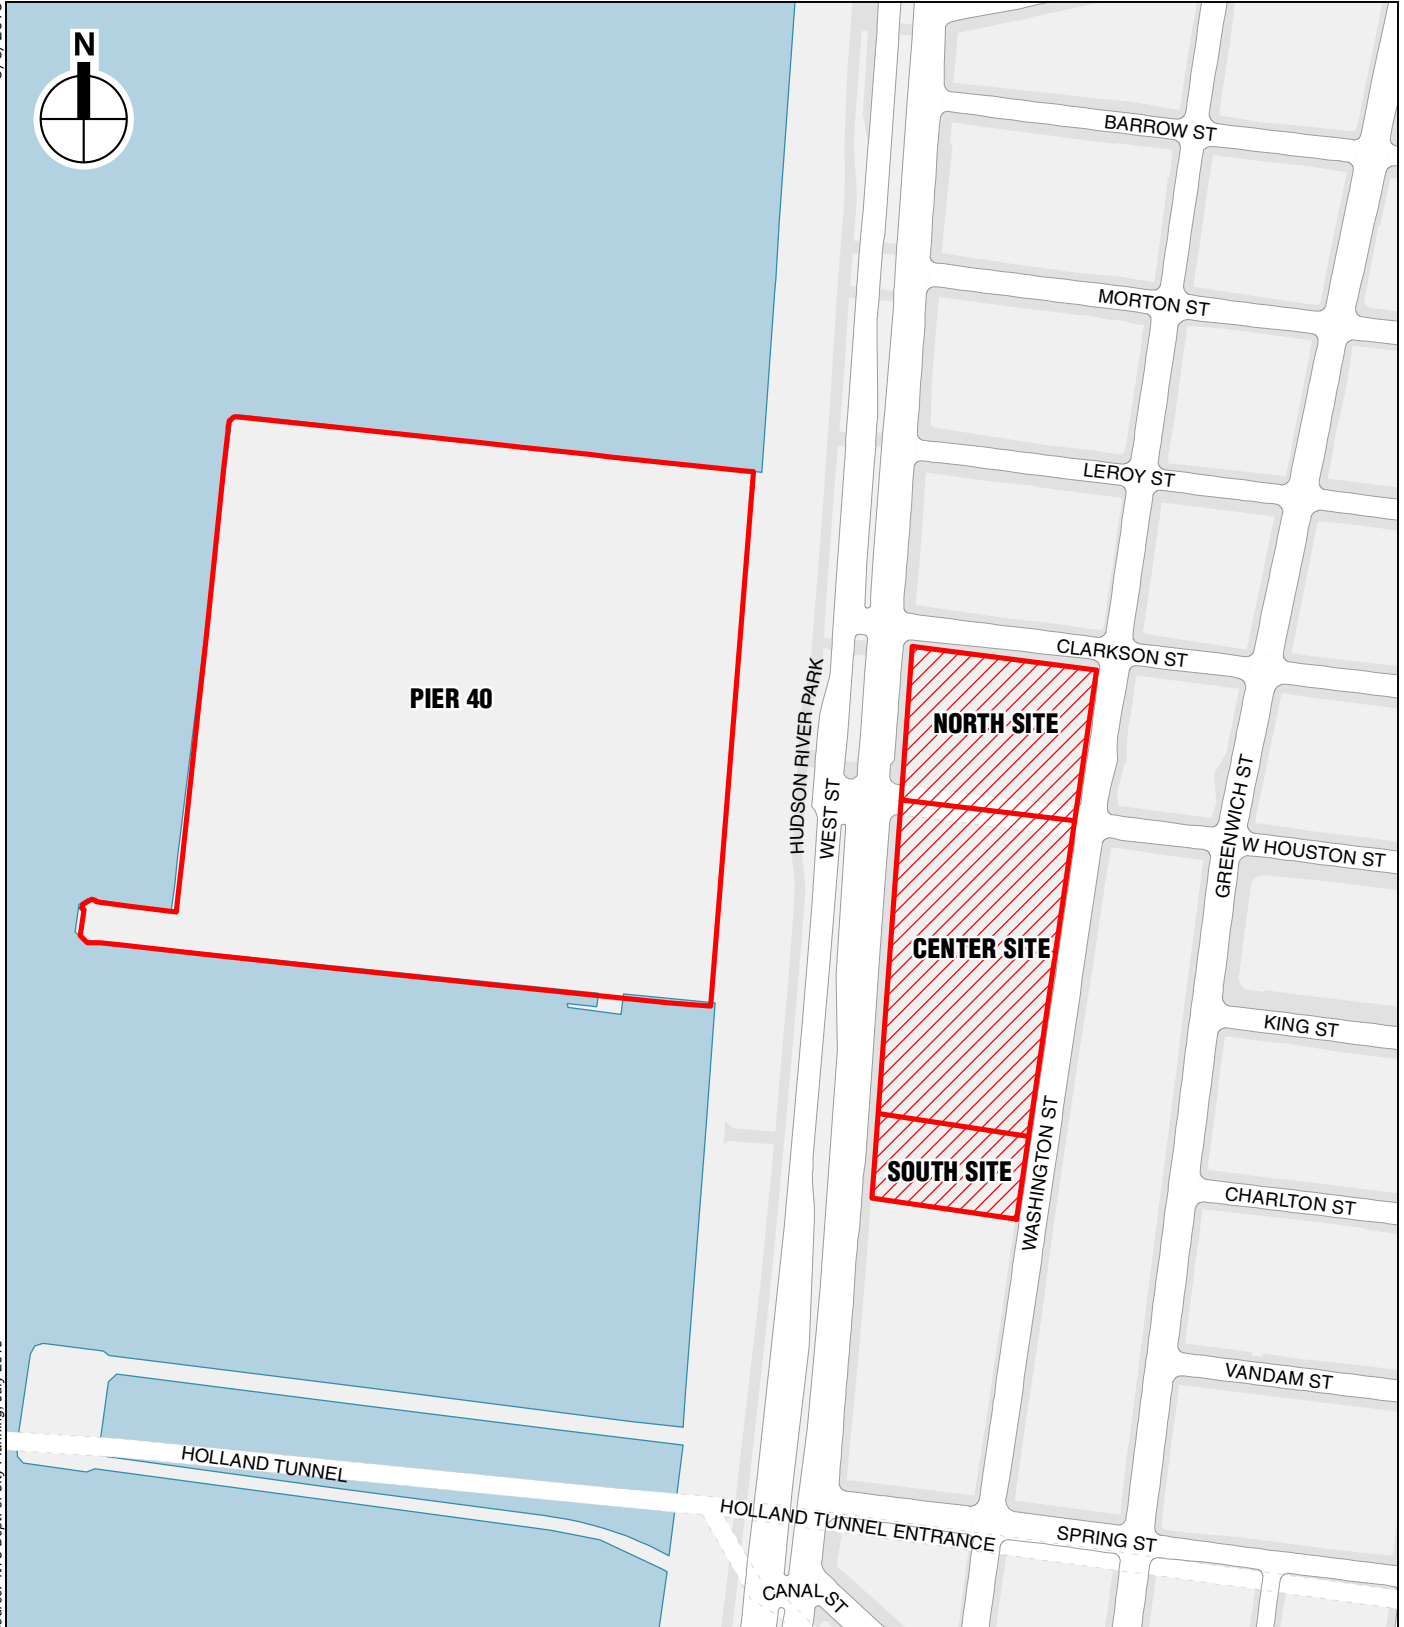 N
BARROW ST
MORTON ST
LEROY ST
CLARKSON ST
PIER 40
NORTH SITE
HUDSON RIVER PARK
WEST ST
GREENWICH ST
W HOUSTON ST
CENTER SITE
KING ST
SOUTH SITE
WASHINGTON ST
CHARLTON ST
VANDAM ST
HOLLAND TUNNEL
HOLLAND TUNNEL ENTRANCE
SPRING ST
CANAL ST